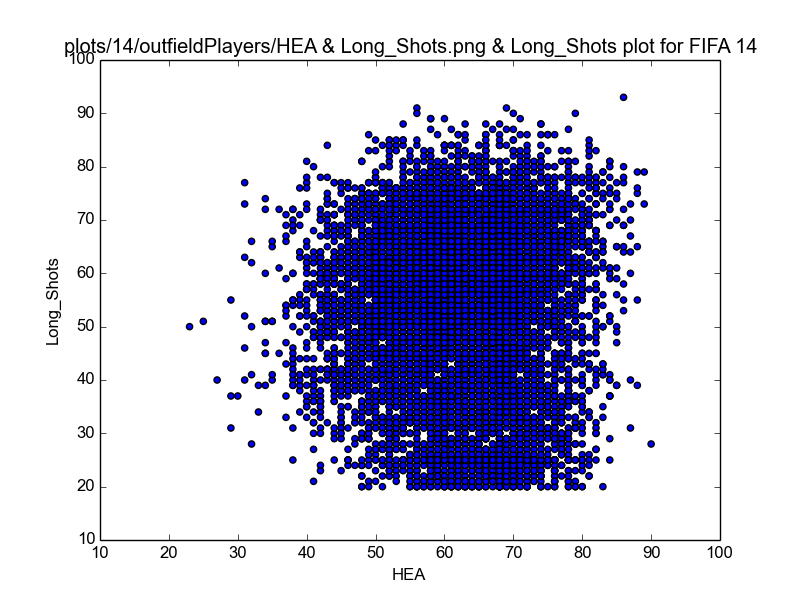 plots/14/outfieldPlayers/HEA & Long_Shots.png & Long_Shots plot for FIFA 14
100
90
80
70
60
50
40
30
20
10
Long_Shots
10 20 30 40 50 60 70 80 90 100
HEA